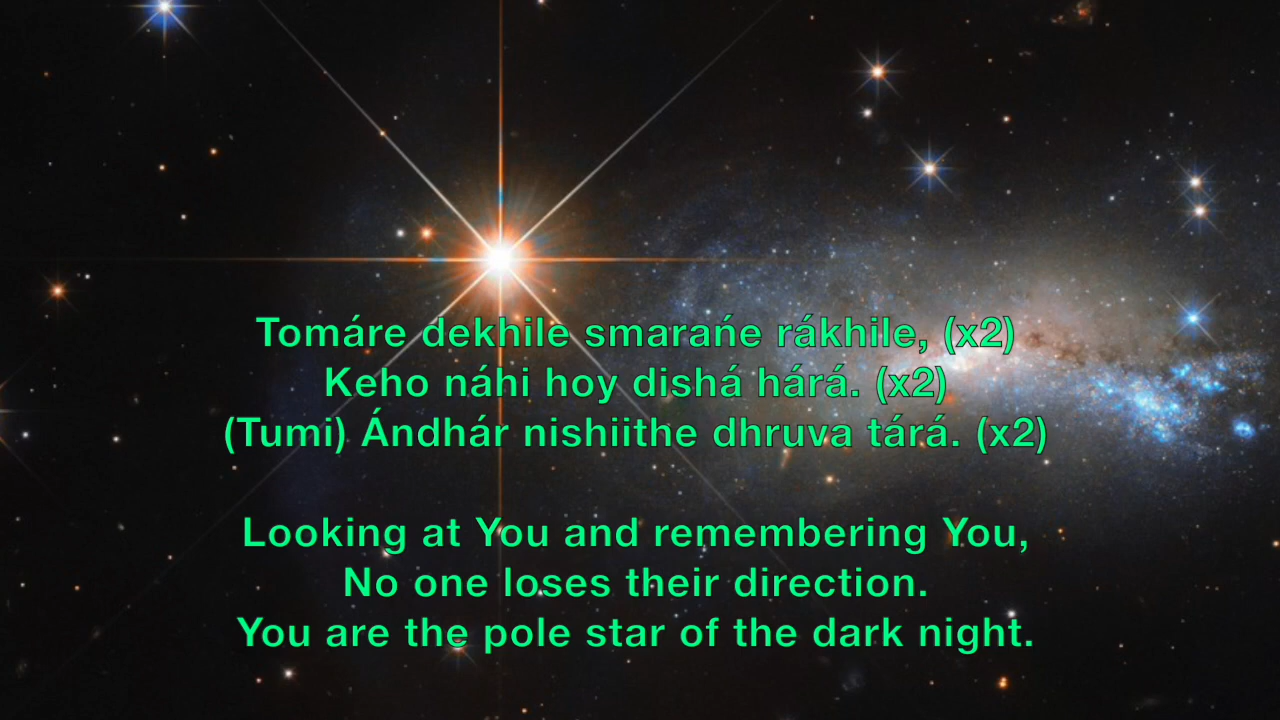 Tomáre dekhile smarańe rákhile, (x2)
Keho náhi hoy dishá hárá. (x2)
(Tumi) Ándhár nishiithe dhruva tárá. (x2)
Looking at You and remembering You,
No one loses their direction.
You are the pole star of the dark night.